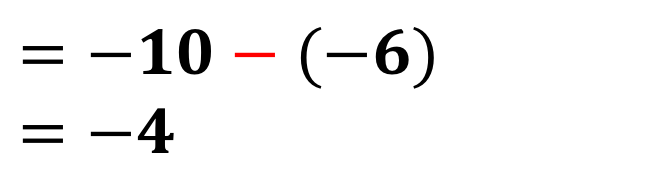 = −10 − (−6)
= −4